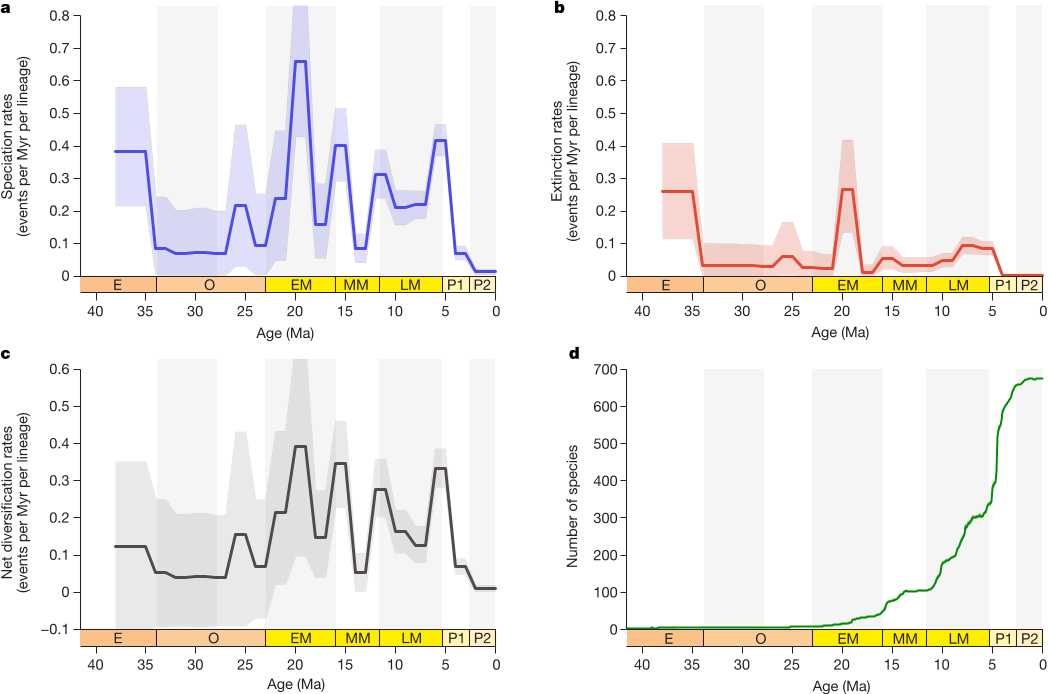 a
Speciation rates
(events per Myr per lineage)
0.8
0.7
0.6
0.5
0.4
0.3
0.2
0.1
0
E O EM MM LM P1 P2
40 35 30 25 20 15 10 5 0
Age (Ma)
b
Extinction rates
(events per Myr per lineage)
0.8
0.7
0.6
0.5
0.4
0.3
0.2
0.1
0
E O EM MM LM P1 P2
40 35 30 25 20 15 10 5 0
Age (Ma)
c
Net diversification rates
(events per Myr per lineage)
0.6
0.5
0.4
0.3
0.2
0.1
0
−0.1
E O EM MM LM P1 P2
40 35 30 25 20 15 10 5 0
Age (Ma)
d
Number of species
700
600
500
400
300
200
100
0
E O EM MM LM P1 P2
40 35 30 25 20 15 10 5 0
Age (Ma)